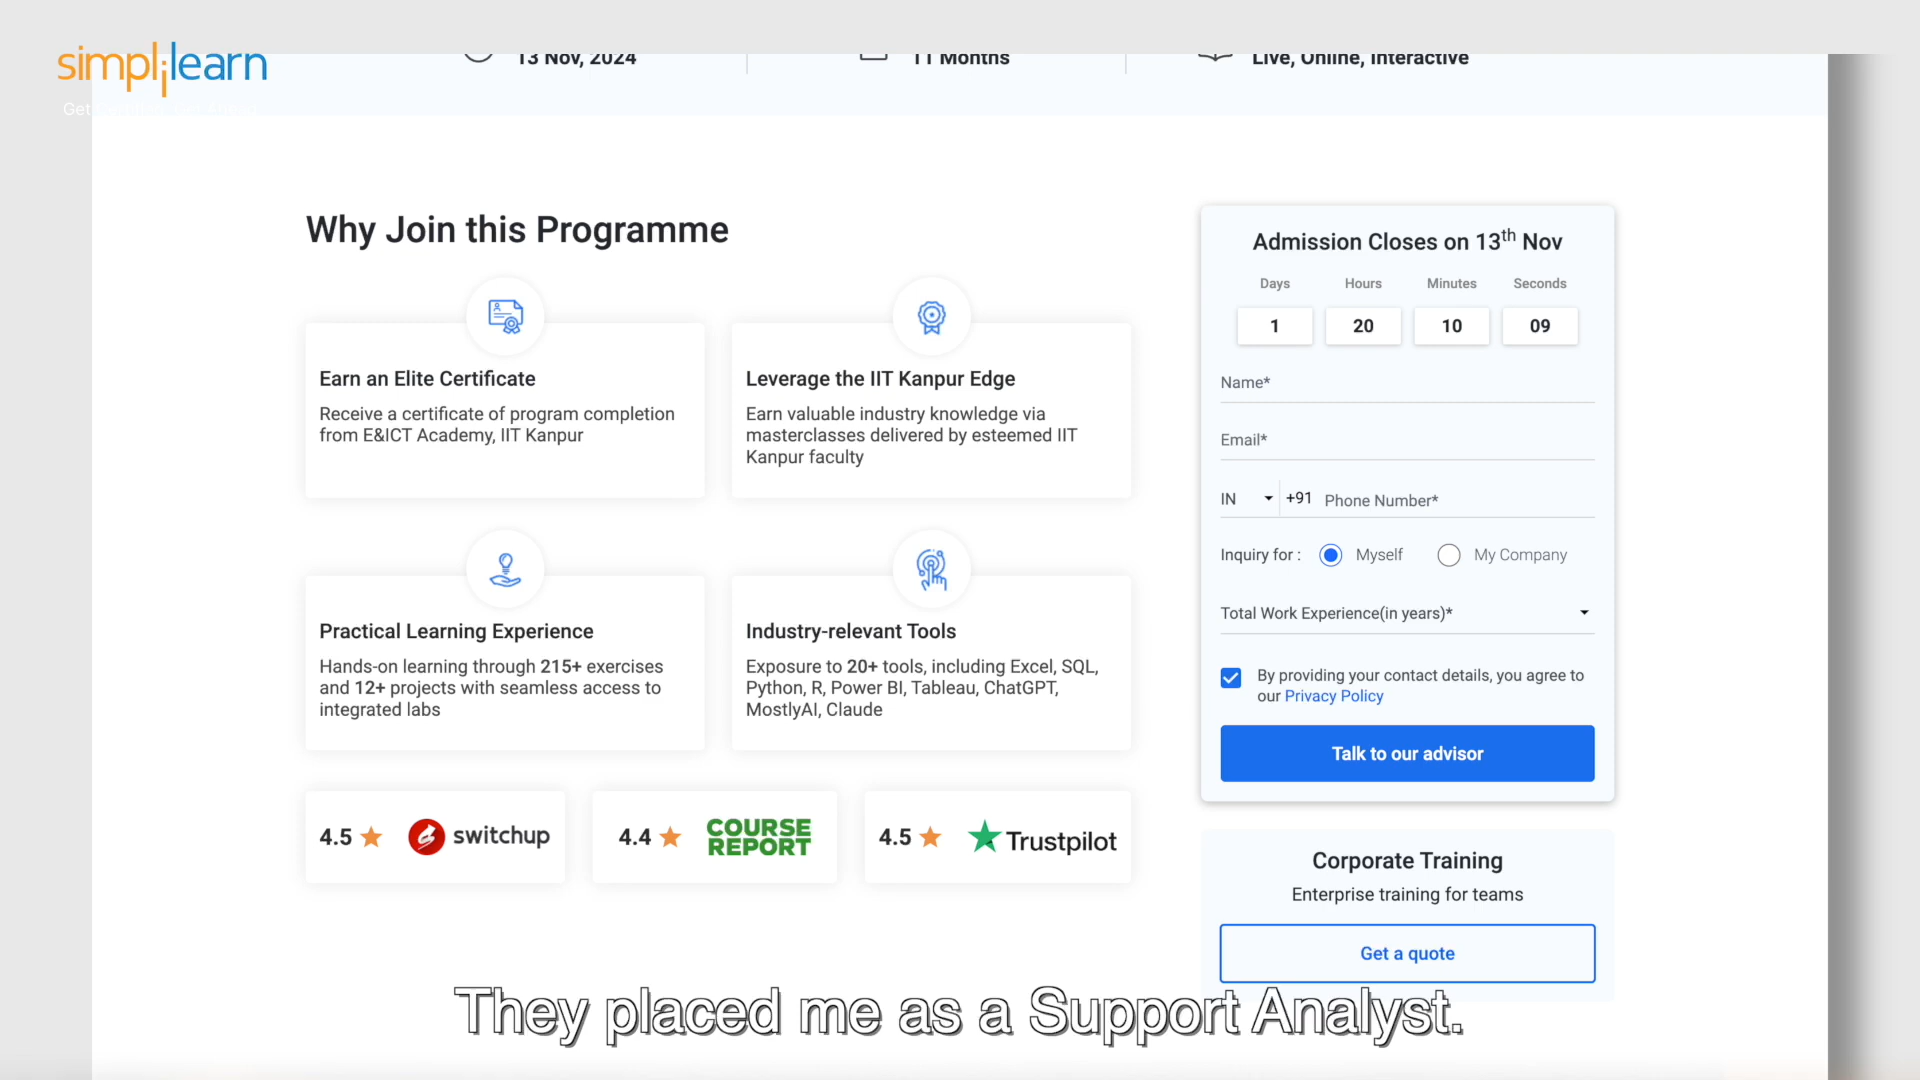 simplilearn
Get
13 Nov, 2024
11 Months
Live, Online, Interactive
Why Join this Programme
Earn an Elite Certificate
Receive a certificate of program completion
from E&ICT Academy, IIT Kanpur
Leverage the IIT Kanpur Edge
Earn valuable industry knowledge via
masterclasses delivered by esteemed IIT
Kanpur faculty
Practical Learning Experience
Hands-on learning through 215+ exercises
and 12+ projects with seamless access to
integrated labs
Industry-relevant Tools
Exposure to 20+ tools, including Excel, SQL,
Python, R, Power BI, Tableau, ChatGPT,
MostlyAI, Claude
4.5 switchup
4.4 COURSE REPORT
4.5 Trustpilot
Admission Closes on 13th Nov
Days Hours Minutes Seconds
1 20 10 09
Name*
Email*
IN +91 Phone Number*
Inquiry for : Myself My Company
Total Work Experience(in years)*
By providing your contact details, you agree to
our Privacy Policy
Talk to our advisor
Corporate Training
Enterprise training for teams
Get a quote
They placed me as a Support Analyst.